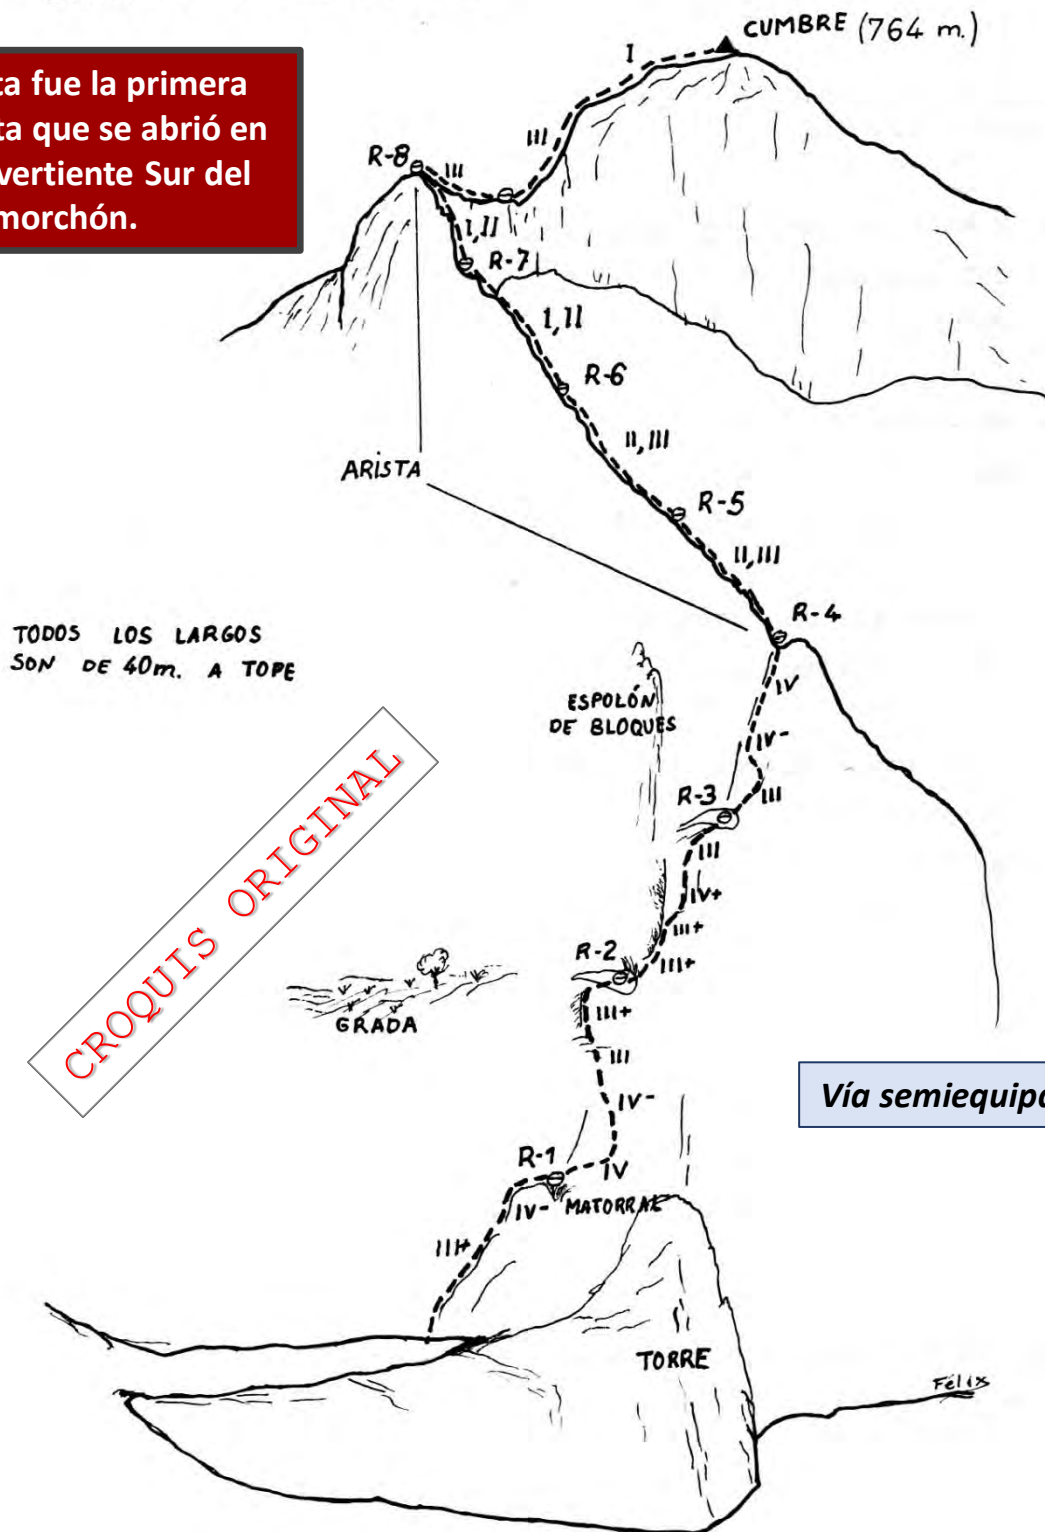 CUMBRE (764 m.)
I
ta fue la primera
ta que se abrió en
vertiente Sur del
morchón.
III
R-8
III
I,II
R-7
I,II
R-6
II,III
ARISTA
R-5
II,III
R-4
TODOS LOS LARGOS
SON DE 40m. A TOPE
IV
ESPOLÓN
DE BLOQUES
IV-
R-3
III
III
IV+
CROQUIS ORIGINAL
III+
R-2
III+
III+
GRADA
III
Vía semiequipa
IV-
R-1
IV
IV- MATORRAL
III+
TORRE
Félix